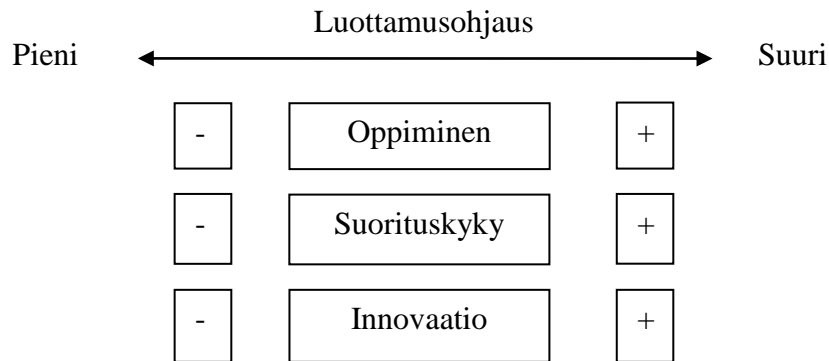 Luottamusohjaus
Pieni Suuri
- Oppiminen +
- Suorituskyky +
- Innovaatio +